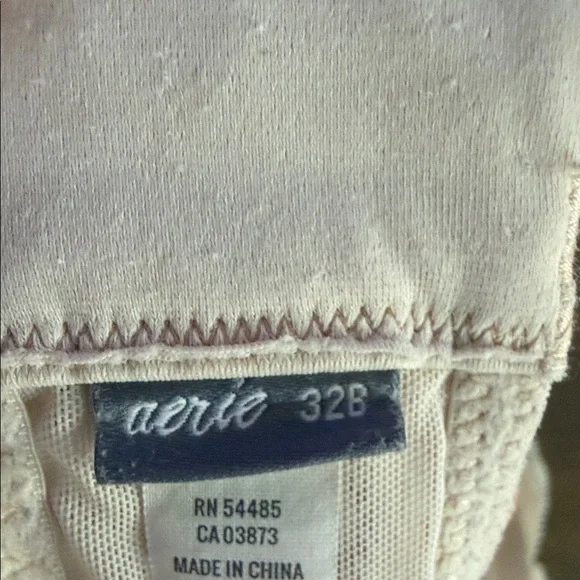 aerie 32B
RN 54485
CA 03873
MADE IN CHINA